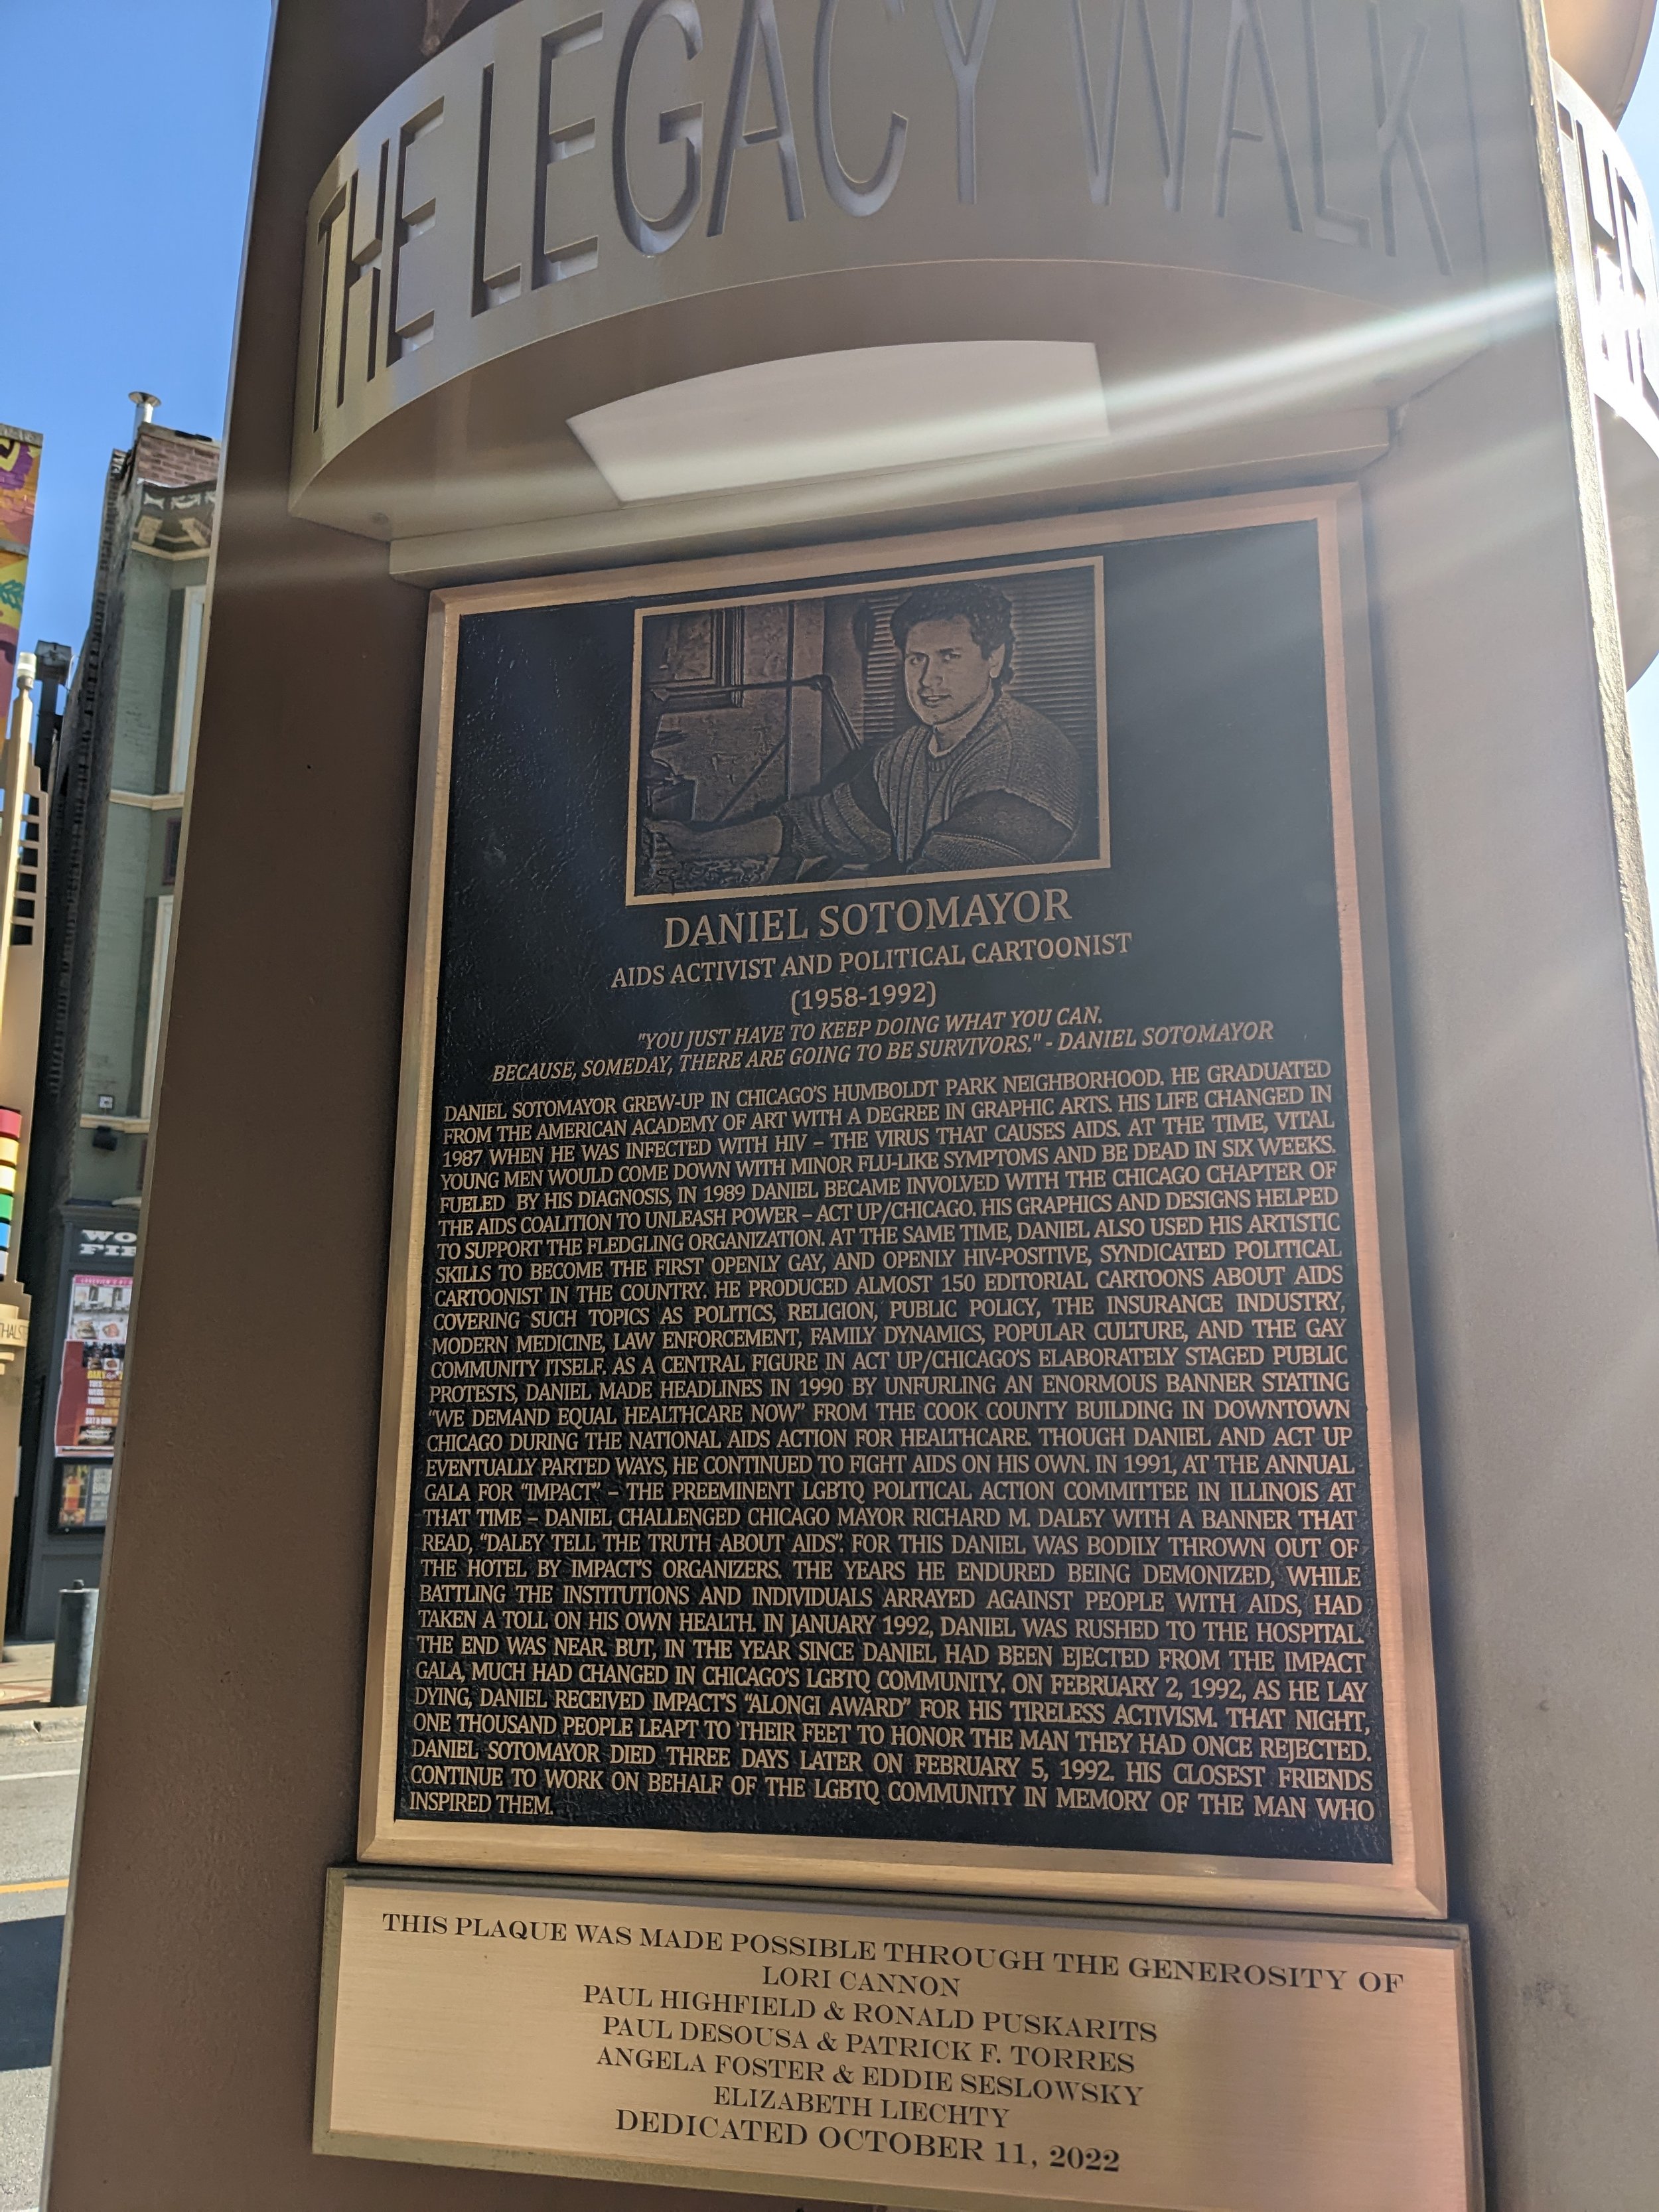 THE LEGACY WALK
DANIEL SOTOMAYOR
AIDS ACTIVIST AND POLITICAL CARTOONIST
(1958-1992)
"YOU JUST HAVE TO KEEP DOING WHAT YOU CAN.
BECAUSE, SOMEDAY, THERE ARE GOING TO BE SURVIVORS." - DANIEL SOTOMAYOR
DANIEL SOTOMAYOR GREW-UP IN CHICAGO'S HUMBOLDT PARK NEIGHBORHOOD. HE GRADUATED
FROM THE AMERICAN ACADEMY OF ART WITH A DEGREE IN GRAPHIC ARTS. HIS LIFE CHANGED IN
1987 WHEN HE WAS INFECTED WITH HIV – THE VIRUS THAT CAUSES AIDS. AT THE TIME, VITAL
YOUNG MEN WOULD COME DOWN WITH MINOR FLU-LIKE SYMPTOMS AND BE DEAD IN SIX WEEKS.
FUELED BY HIS DIAGNOSIS, IN 1989 DANIEL BECAME INVOLVED WITH THE CHICAGO CHAPTER OF
THE AIDS COALITION TO UNLEASH POWER – ACT UP/CHICAGO. HIS GRAPHICS AND DESIGNS HELPED
TO SUPPORT THE FLEDGLING ORGANIZATION. AT THE SAME TIME, DANIEL ALSO USED HIS ARTISTIC
SKILLS TO BECOME THE FIRST OPENLY GAY, AND OPENLY HIV-POSITIVE, SYNDICATED POLITICAL
CARTOONIST IN THE COUNTRY. HE PRODUCED ALMOST 150 EDITORIAL CARTOONS ABOUT AIDS
COVERING SUCH TOPICS AS POLITICS, RELIGION, PUBLIC POLICY, THE INSURANCE INDUSTRY,
MODERN MEDICINE, LAW ENFORCEMENT, FAMILY DYNAMICS, POPULAR CULTURE, AND THE GAY
COMMUNITY ITSELF. AS A CENTRAL FIGURE IN ACT UP/CHICAGO'S ELABORATELY STAGED PUBLIC
PROTESTS, DANIEL MADE HEADLINES IN 1990 BY UNFURLING AN ENORMOUS BANNER STATING
"WE DEMAND EQUAL HEALTHCARE NOW" FROM THE COOK COUNTY BUILDING IN DOWNTOWN
CHICAGO DURING THE NATIONAL AIDS ACTION FOR HEALTHCARE. THOUGH DANIEL AND ACT UP
EVENTUALLY PARTED WAYS, HE CONTINUED TO FIGHT AIDS ON HIS OWN. IN 1991, AT THE ANNUAL
GALA FOR "IMPACT" – THE PREEMINENT LGBTQ POLITICAL ACTION COMMITTEE IN ILLINOIS AT
THAT TIME – DANIEL CHALLENGED CHICAGO MAYOR RICHARD M. DALEY WITH A BANNER THAT
READ, "DALEY TELL THE TRUTH ABOUT AIDS". FOR THIS DANIEL WAS BODILY THROWN OUT OF
THE HOTEL BY IMPACT'S ORGANIZERS. THE YEARS HE ENDURED BEING DEMONIZED, WHILE
BATTLING THE INSTITUTIONS AND INDIVIDUALS ARRAYED AGAINST PEOPLE WITH AIDS, HAD
TAKEN A TOLL ON HIS OWN HEALTH. IN JANUARY 1992, DANIEL WAS RUSHED TO THE HOSPITAL.
THE END WAS NEAR. BUT, IN THE YEAR SINCE DANIEL HAD BEEN EJECTED FROM THE IMPACT
GALA, MUCH HAD CHANGED IN CHICAGO'S LGBTQ COMMUNITY. ON FEBRUARY 2, 1992, AS HE LAY
DYING, DANIEL RECEIVED IMPACT'S "ALONGI AWARD" FOR HIS TIRELESS ACTIVISM. THAT NIGHT,
ONE THOUSAND PEOPLE LEAPT TO THEIR FEET TO HONOR THE MAN THEY HAD ONCE REJECTED.
DANIEL SOTOMAYOR DIED THREE DAYS LATER ON FEBRUARY 5, 1992. HIS CLOSEST FRIENDS
CONTINUE TO WORK ON BEHALF OF THE LGBTQ COMMUNITY IN MEMORY OF THE MAN WHO
INSPIRED THEM.
THIS PLAQUE WAS MADE POSSIBLE THROUGH THE GENEROSITY OF
LORI CANNON
PAUL HIGHFIELD & RONALD PUSKARITS
PAUL DESOUSA & PATRICK F. TORRES
ANGELA FOSTER & EDDIE SESLOWSKY
ELIZABETH LIECHTY
DEDICATED OCTOBER 11, 2022